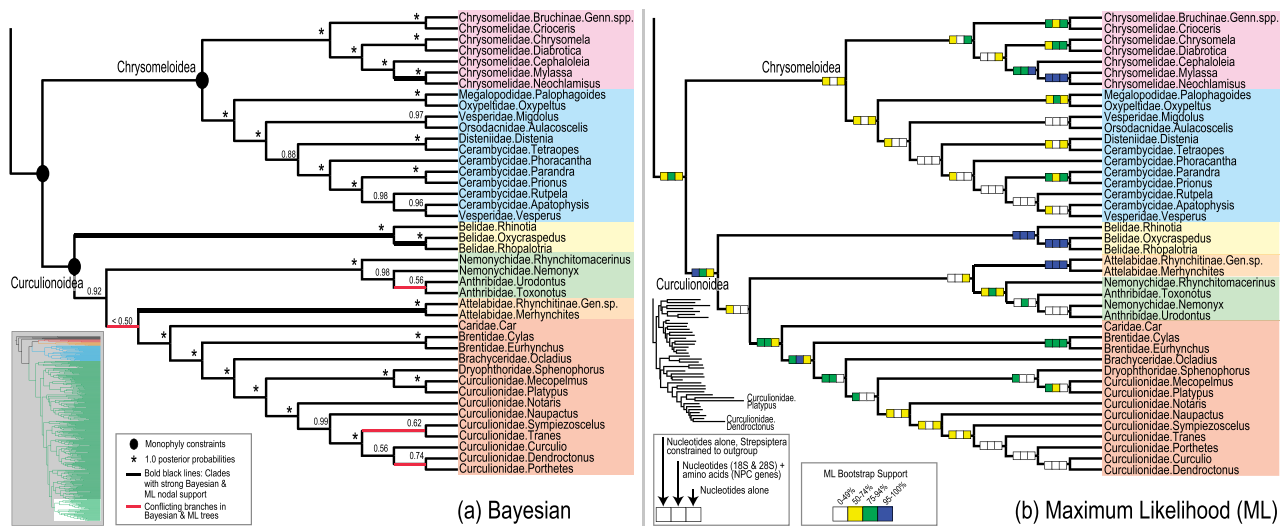 Chrysomelidae.Bruchinae.Genn.spp.
Chrysomelidae.Crioceris
Chrysomelidae.Chrysomela
Chrysomelidae.Diabrotica
Chrysomelidae.Cephaloleia
Chrysomelidae.Mylassa
Chrysomelidae.Neochlamisus
Megalopodidae.Palophagoides
Oxypeltidae.Oxypeltus
Vesperidae.Migdolus
Orsodacnidae.Aulacoscelis
Disteniidae.Distenia
Cerambycidae.Tetraopes
Cerambycidae.Phoracantha
Cerambycidae.Parandra
Cerambycidae.Prionus
Cerambycidae.Rutpela
Cerambycidae.Apatophysis
Vesperidae.Vesperus
Belidae.Rhinotia
Belidae.Oxycraspedus
Belidae.Rhopalotria
Nemonychidae.Rhynchitomacerinus
Nemonychidae.Nemonyx
Anthribidae.Urodontus
Anthribidae.Toxonotus
Attelabidae.Rhynchitinae.Gen.sp.
Attelabidae.Merhynchites
Caridae.Car
Brentidae.Cylas
Brentidae.Eurhynchus
Brachyceridae.Ocladius
Dryophthoridae.Sphenophorus
Curculionidae.Mecopelmus
Curculionidae.Platypus
Curculionidae.Notaris
Curculionidae.Naupactus
Curculionidae.Sympiezoscelus
Curculionidae.Tranes
Curculionidae.Curculio
Curculionidae.Dendroctonus
Curculionidae.Porthetes
Chrysomeloidea
Curculionoidea
0.97
0.88
0.98
0.96
0.98
0.56
0.92
< 0.50
0.99
0.62
0.56
0.74
Monophyly constraints
* 1.0 posterior probabilities
Bold black lines: Clades
with strong Bayesian &
ML nodal support
Conflicting branches in
Bayesian & ML trees
(a) Bayesian
Chrysomelidae.Bruchinae.Genn.spp.
Chrysomelidae.Crioceris
Chrysomelidae.Chrysomela
Chrysomelidae.Diabrotica
Chrysomelidae.Cephaloleia
Chrysomelidae.Mylassa
Chrysomelidae.Neochlamisus
Megalopodidae.Palophagoides
Oxypeltidae.Oxypeltus
Vesperidae.Migdolus
Orsodacnidae.Aulacoscelis
Disteniidae.Distenia
Cerambycidae.Tetraopes
Cerambycidae.Phoracantha
Cerambycidae.Parandra
Cerambycidae.Prionus
Cerambycidae.Rutpela
Cerambycidae.Apatophysis
Vesperidae.Vesperus
Belidae.Rhinotia
Belidae.Oxycraspedus
Belidae.Rhopalotria
Attelabidae.Rhynchitinae.Gen.sp.
Attelabidae.Merhynchites
Nemonychidae.Rhynchitomacerinus
Anthribidae.Toxonotus
Nemonychidae.Nemonyx
Anthribidae.Urodontus
Caridae.Car
Brentidae.Cylas
Brentidae.Eurhynchus
Brachyceridae.Ocladius
Dryophthoridae.Sphenophorus
Curculionidae.Mecopelmus
Curculionidae.Platypus
Curculionidae.Notaris
Curculionidae.Naupactus
Curculionidae.Sympiezoscelus
Curculionidae.Tranes
Curculionidae.Porthetes
Curculionidae.Curculio
Curculionidae.Dendroctonus
Chrysomeloidea
Curculionoidea
Curculionidae.
Platypus
Curculionidae.
Dendroctonus
Nucleotides alone, Strepsiptera
constrained to outgroup
Nucleotides (18S & 28S) +
amino acids (NPC genes)
Nucleotides alone
ML Bootstrap Support
0-49%
50-74%
75-94%
95-100%
(b) Maximum Likelihood (ML)